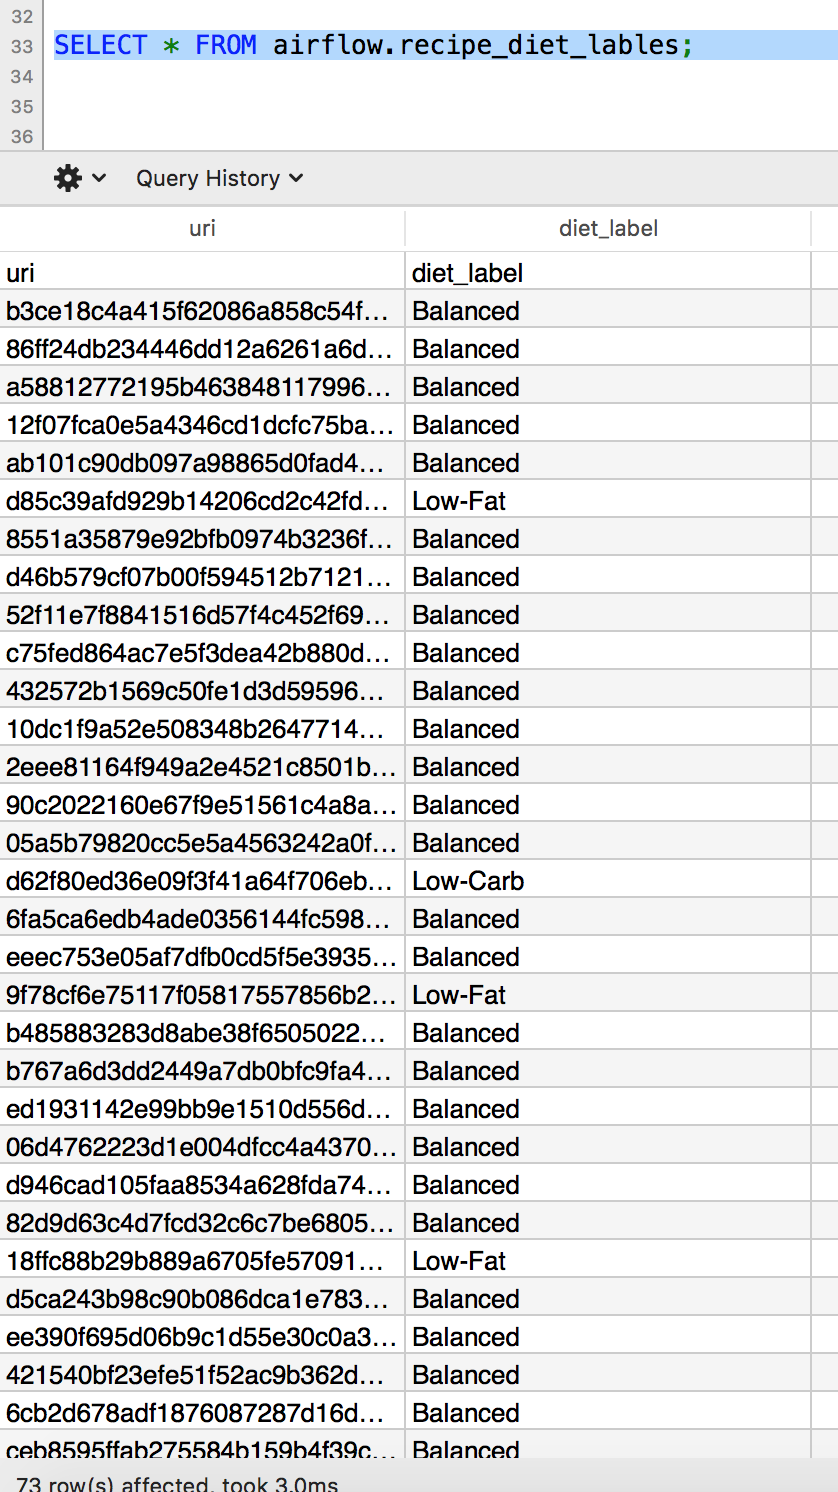 32
33 SELECT * FROM airflow.recipe_diet_lables;
34
35
36
Query History
uri diet_label
uri diet_label
b3ce18c4a415f62086a858c54f... Balanced
86ff24db234446dd12a6261a6d... Balanced
a58812772195b463848117996... Balanced
12f07fca0e5a4346cd1dcfc75ba... Balanced
ab101c90db097a98865d0fad4... Balanced
d85c39afd929b14206cd2c42fd... Low-Fat
8551a35879e92bfb0974b3236f... Balanced
d46b579cf07b00f594512b7121... Balanced
52f11e7f8841516d57f4c452f69... Balanced
c75fed864ac7e5f3dea42b880d... Balanced
432572b1569c50fe1d3d59596... Balanced
10dc1f9a52e508348b2647714... Balanced
2eee81164f949a2e4521c8501b... Balanced
90c2022160e67f9e51561c4a8a... Balanced
05a5b79820cc5e5a4563242a0f... Balanced
d62f80ed36e09f3f41a64f706eb... Low-Carb
6fa5ca6edb4ade0356144fc598... Balanced
eeec753e05af7dfb0cd5f5e3935... Balanced
9f78cf6e75117f05817557856b2... Low-Fat
b485883283d8abe38f6505022... Balanced
b767a6d3dd2449a7db0bfc9fa4... Balanced
ed1931142e99bb9e1510d556d... Balanced
06d4762223d1e004dfcc4a4370... Balanced
d946cad105faa8534a628fda74... Balanced
82d9d63c4d7fcd32c6c7be6805... Balanced
18ffc88b29b889a6705fe57091... Low-Fat
d5ca243b98c90b086dca1e783... Balanced
ee390f695d06b9c1d55e30c0a3... Balanced
421540bf23efe51f52ac9b362d... Balanced
6cb2d678adf1876087287d16d... Balanced
ceb8595ffab275584b159b4f39c... Balanced
73 row(s) affected, took 3.0ms